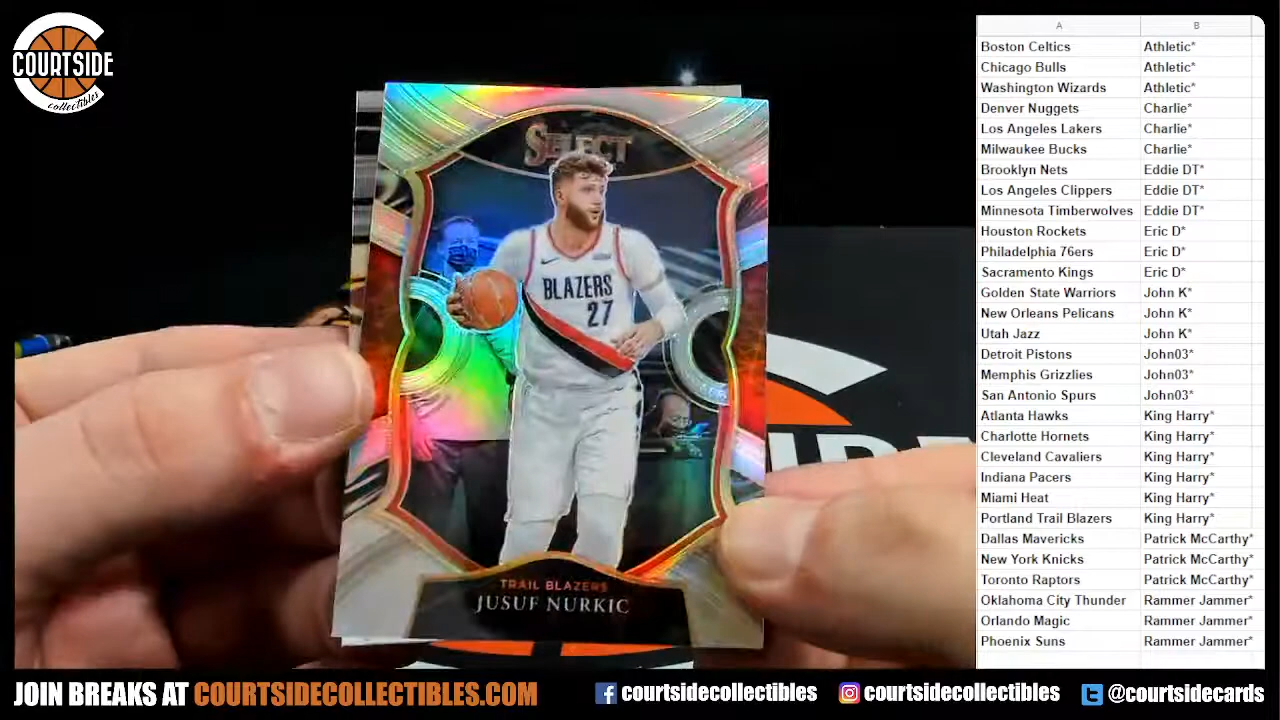 COURTSIDE
collectibles
SELECT
BLAZERS
27
TRAIL BLAZERS
JUSUF NURKIC
A B
Boston Celtics Athletic*
Chicago Bulls Athletic*
Washington Wizards Athletic*
Denver Nuggets Charlie*
Los Angeles Lakers Charlie*
Milwaukee Bucks Charlie*
Brooklyn Nets Eddie DT*
Los Angeles Clippers Eddie DT*
Minnesota Timberwolves Eddie DT*
Houston Rockets Eric D*
Philadelphia 76ers Eric D*
Sacramento Kings Eric D*
Golden State Warriors John K*
New Orleans Pelicans John K*
Utah Jazz John K*
Detroit Pistons John03*
Memphis Grizzlies John03*
San Antonio Spurs John03*
Atlanta Hawks King Harry*
Charlotte Hornets King Harry*
Cleveland Cavaliers King Harry*
Indiana Pacers King Harry*
Miami Heat King Harry*
Portland Trail Blazers King Harry*
Dallas Mavericks Patrick McCarthy*
New York Knicks Patrick McCarthy*
Toronto Raptors Patrick McCarthy*
Oklahoma City Thunder Rammer Jammer*
Orlando Magic Rammer Jammer*
Phoenix Suns Rammer Jammer*
JOIN BREAKS AT COURTSIDECOLLECTIBLES.COM
courtsidecollectibles
courtsidecollectibles
@courtsidecards